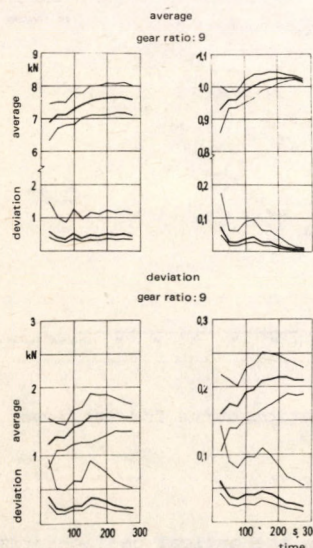 average
gear ratio: 9
9
kN
8
7
6
2
1
average
deviation
1,1
1,0
0,9
0,8
0,2
0,1
deviation
gear ratio: 9
3
kN
2
1
average
deviation
0,3
0,2
0,1
100
200
300
100
200
s
30
time